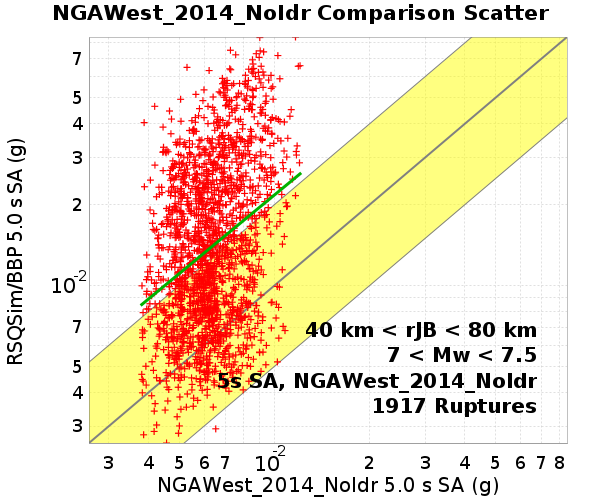 NGAWest_2014_NoIdr Comparison Scatter
RSQSim/BBP 5.0 s SA (g)
7
5
4
3
2
10-2
7
5
4
3
40 km < rJB < 80 km
7 < Mw < 7.5
5s SA, NGAWest_2014_NoIdr
1917 Ruptures
3 4 5 6 7 10-2 2 3 4 5 6 7 8
NGAWest_2014_NoIdr 5.0 s SA (g)